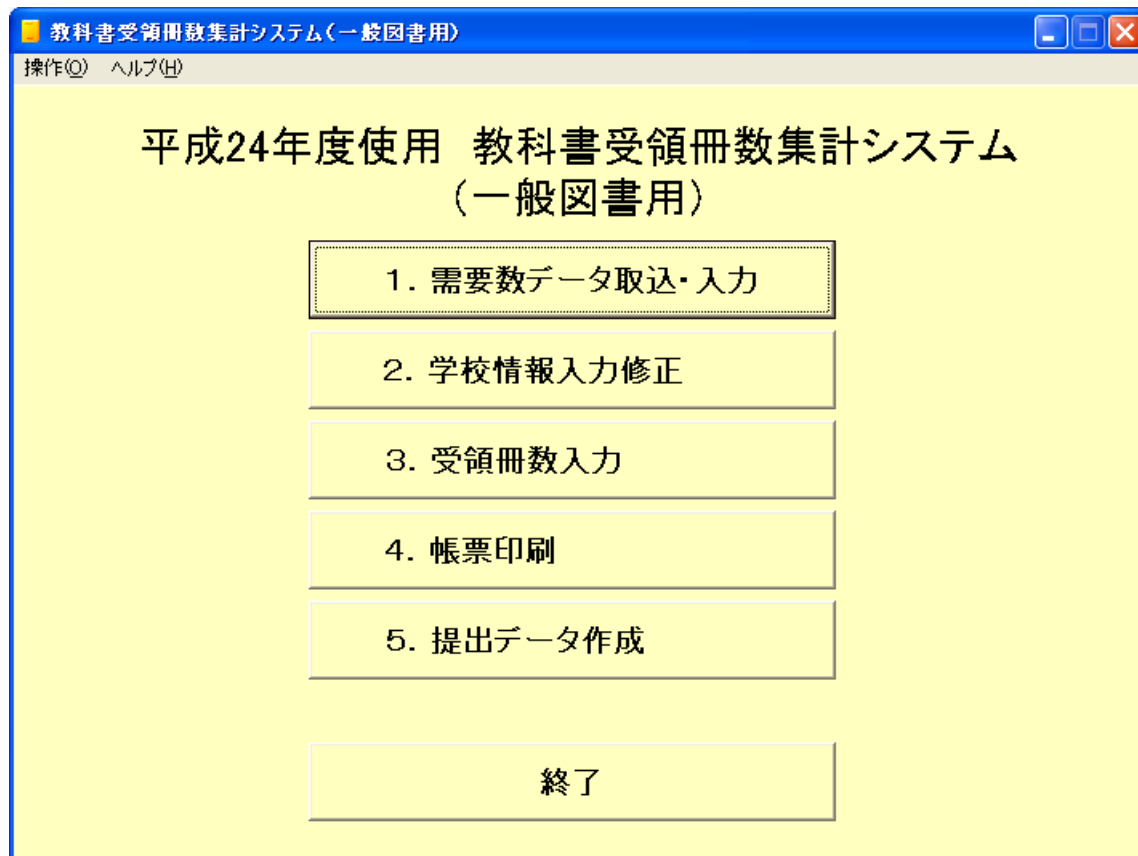 教科書受領冊数集計システム(一般図書用)
操作(O) ヘルプ(H)
平成24年度使用 教科書受領冊数集計システム
(一般図書用)
1. 需要数データ取込・入力
2. 学校情報入力修正
3. 受領冊数入力
4. 帳票印刷
5. 提出データ作成
終了